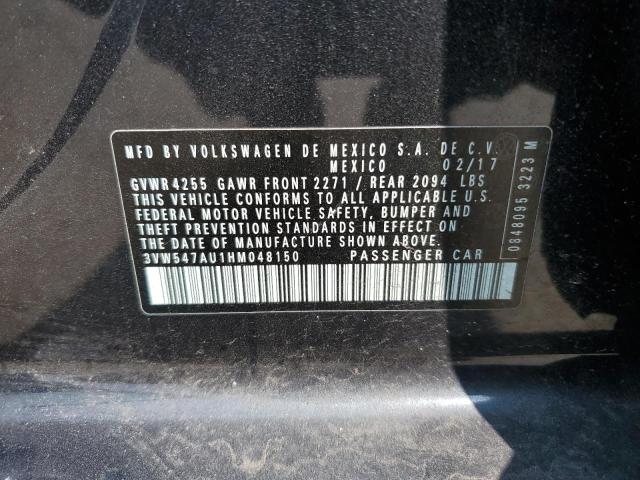 MFD BY VOLKSWAGEN DE MEXICO S.A. DE C.V.
MEXICO 02/17
GVWR 4255 GAWR FRONT 2271 / REAR 2094 LBS
THIS VEHICLE CONFORMS TO ALL APPLICABLE U.S.
FEDERAL MOTOR VEHICLE SAFETY, BUMPER AND
THEFT PREVENTION STANDARDS IN EFFECT ON
THE DATE OF MANUFACTURE SHOWN ABOVE.
3VW547AU1HM048150 PASSENGER CAR
0848095 3223 M